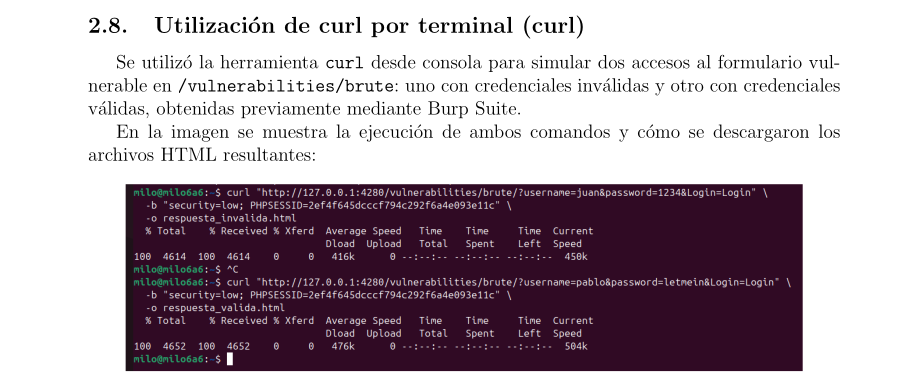 2.8. Utilización de curl por terminal (curl)
Se utilizó la herramienta curl desde consola para simular dos accesos al formulario vul-
nerable en /vulnerabilities/brute: uno con credenciales inválidas y otro con credenciales
válidas, obtenidas previamente mediante Burp Suite.
En la imagen se muestra la ejecución de ambos comandos y cómo se descargaron los
archivos HTML resultantes:
milo@milo6a6:~$ curl "http://127.0.0.1:4280/vulnerabilities/brute/?username=juan&password=1234&Login=Login" \
-b "security=low; PHPSESSID=2ef4f645dcccf794c292f6a4e093e11c" \
-o respuesta_invalida.html
% Total % Received % Xferd Average Speed Time Time Time Current
Dload Upload Total Spent Left Speed
100 4614 100 4614 0 0 416k 0 --:--:-- --:--:-- --:--:-- 450k
milo@milo6a6:~$ ^C
milo@milo6a6:~$ curl "http://127.0.0.1:4280/vulnerabilities/brute/?username=pablo&password=letmein&Login=Login" \
-b "security=low; PHPSESSID=2ef4f645dcccf794c292f6a4e093e11c" \
-o respuesta_valida.html
% Total % Received % Xferd Average Speed Time Time Time Current
Dload Upload Total Spent Left Speed
100 4652 100 4652 0 0 476k 0 --:--:-- --:--:-- --:--:-- 504k
milo@milo6a6:~$